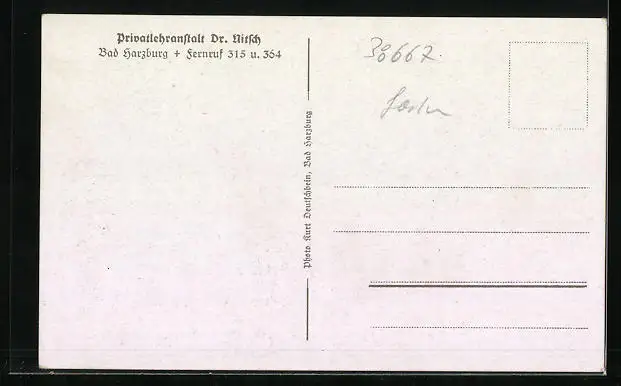 Privatlehranstalt Dr. Nitsch
Bad Harzburg + Fernruf 315 u. 364
Photo Kurt Deutschbein, Bad Harzburg
38667